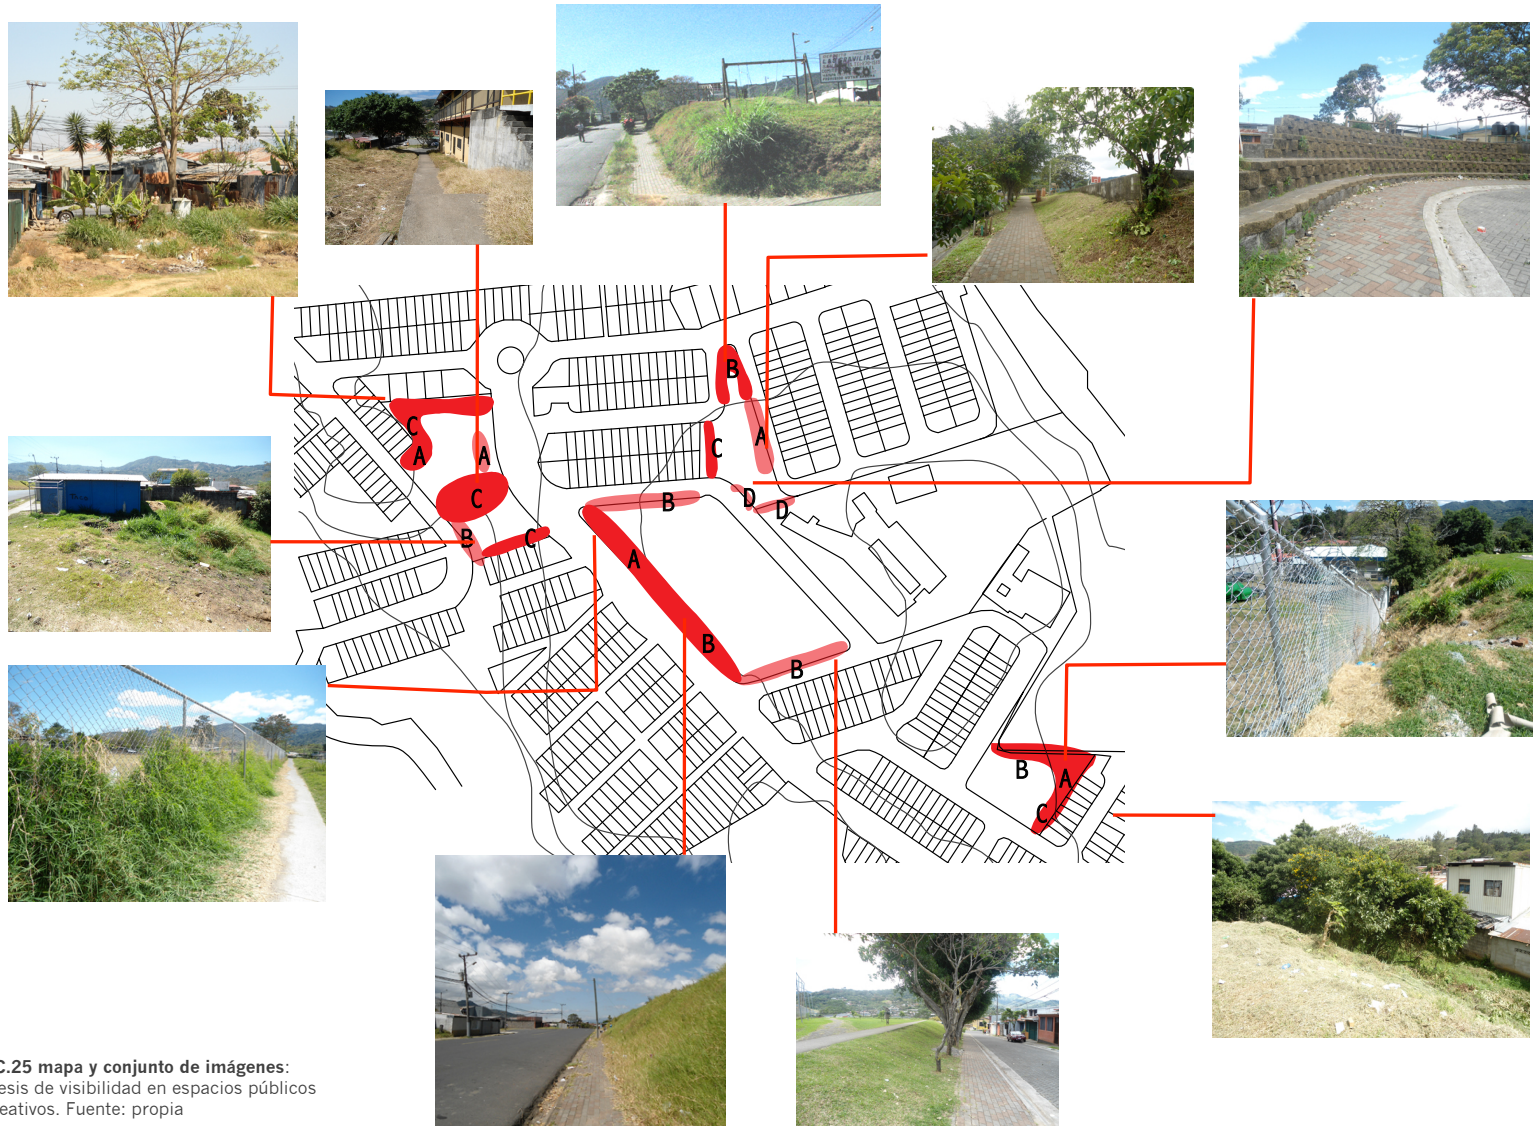 B
C
A
C
A
A
C
B
C
B
D
D
A
B
B
B
A
C
C.25 mapa y conjunto de imágenes:
esis de visibilidad en espacios públicos
eativos. Fuente: propia